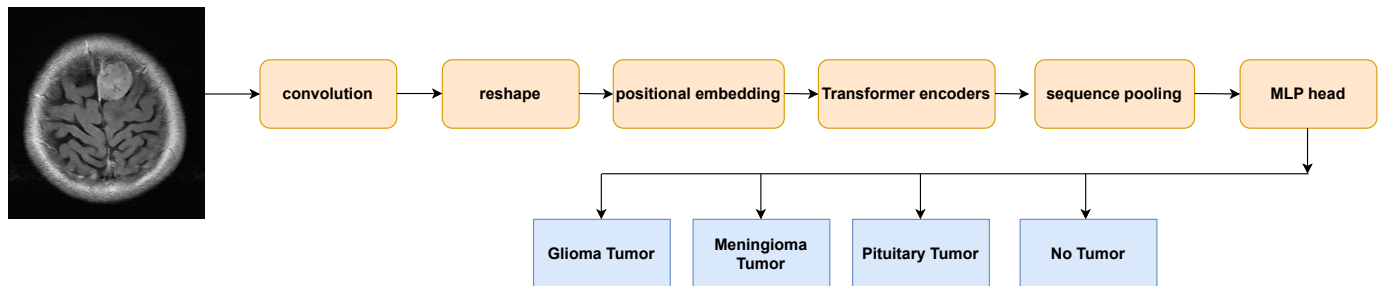 convolution
reshape
positional embedding
Transformer encoders
sequence pooling
MLP head
Glioma Tumor
Meningioma
Tumor
Pituitary Tumor
No Tumor